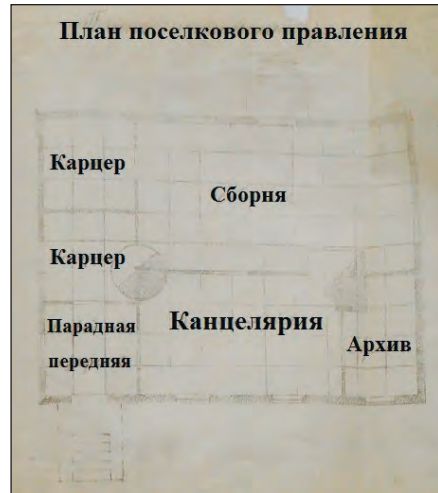 План поселкового правления
Карцер
Сборня
Карцер
Канцелярия
Парадная
передняя
Архив